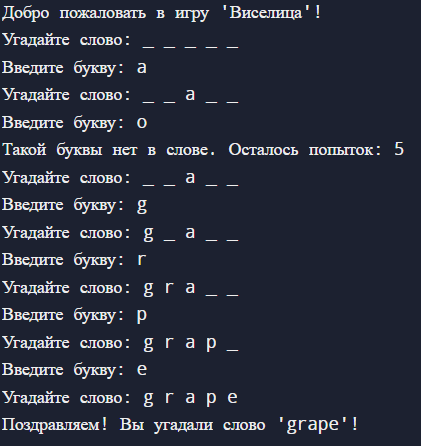 Добро пожаловать в игру 'Виселица'!
Угадайте слово: _ _ _ _ _
Введите букву: a
Угадайте слово: _ _ a _ _
Введите букву: o
Такой буквы нет в слове. Осталось попыток: 5
Угадайте слово: _ _ a _ _
Введите букву: g
Угадайте слово: g _ a _ _
Введите букву: r
Угадайте слово: g r a _ _
Введите букву: p
Угадайте слово: g r a p _
Введите букву: e
Угадайте слово: g r a p e
Поздравляем! Вы угадали слово 'grape'!